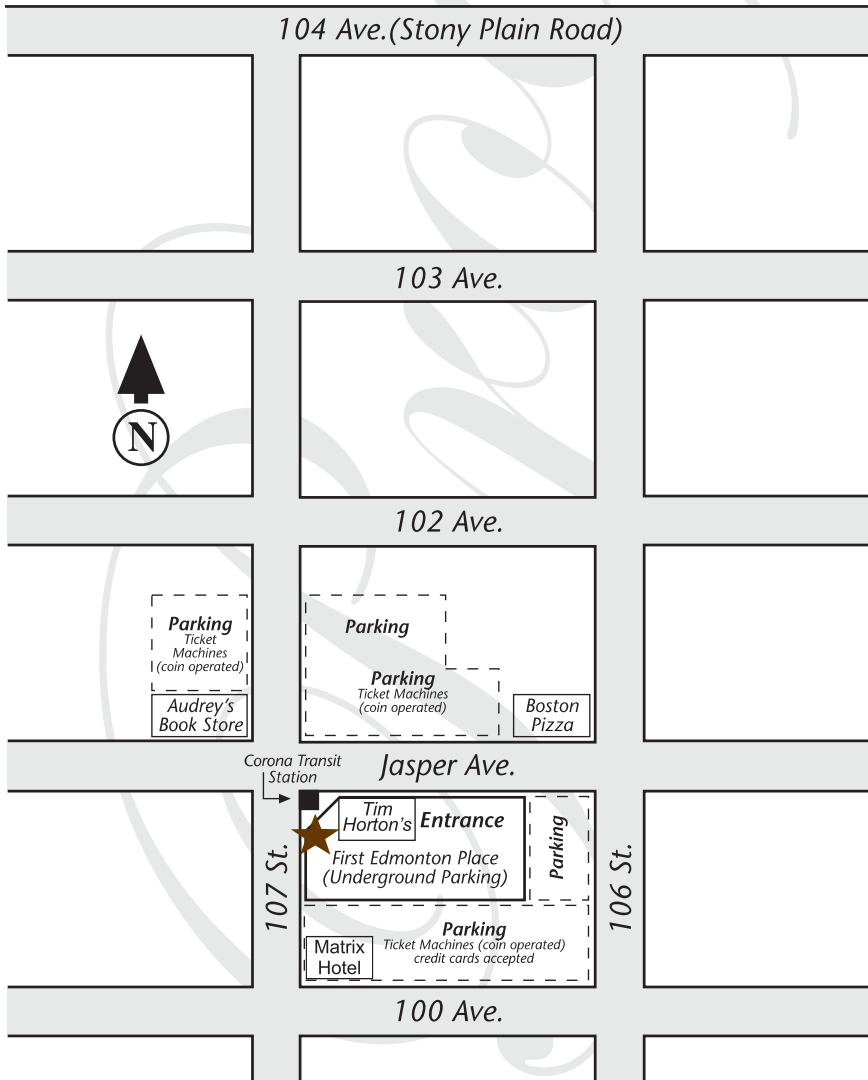 104 Ave.(Stony Plain Road)
103 Ave.
N
102 Ave.
Parking
Ticket
Machines
(coin operated)
Audrey's
Book Store
Parking
Parking
Ticket Machines
(coin operated)
Boston
Pizza
Jasper Ave.
Corona Transit
Station
Tim
Horton's
Entrance
First Edmonton Place
(Underground Parking)
Parking
107 St.
106 St.
Parking
Ticket Machines (coin operated)
credit cards accepted
Matrix
Hotel
100 Ave.